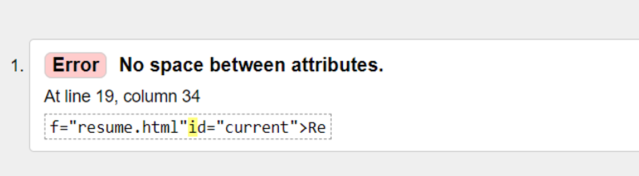 1. Error No space between attributes.
At line 19, column 34
f="resume.html"id="current">Re